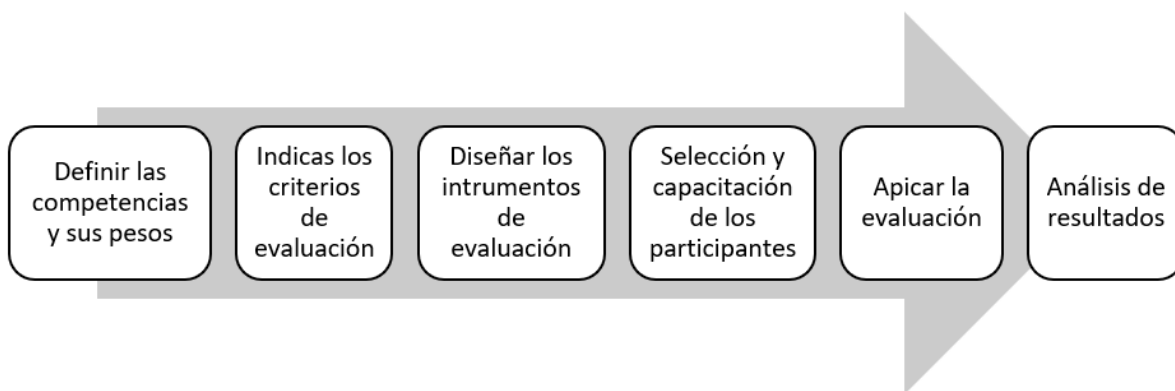 Definir las
competencias
y sus pesos
Indicas los
criterios
de
evaluación
Diseñar los
intrumentos
de
evaluación
Selección y
capacitación
de los
participantes
Apicar la
evaluación
Análisis de
resultados